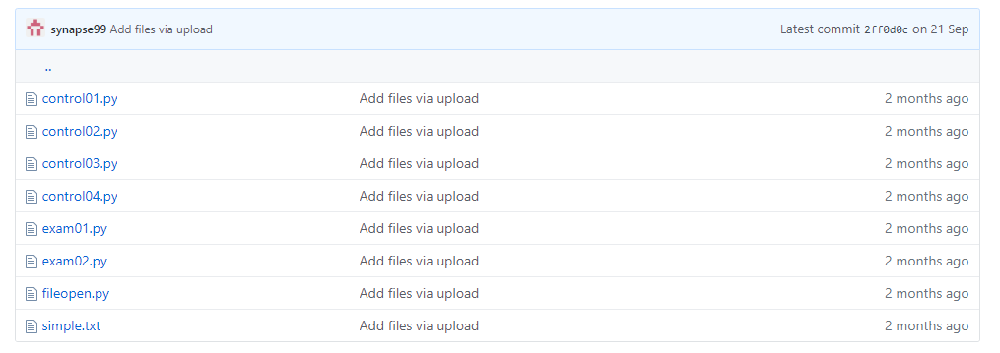 synapse99 Add files via upload Latest commit 2ff0d0c on 21 Sep
..
control01.py Add files via upload 2 months ago
control02.py Add files via upload 2 months ago
control03.py Add files via upload 2 months ago
control04.py Add files via upload 2 months ago
exam01.py Add files via upload 2 months ago
exam02.py Add files via upload 2 months ago
fileopen.py Add files via upload 2 months ago
simple.txt Add files via upload 2 months ago